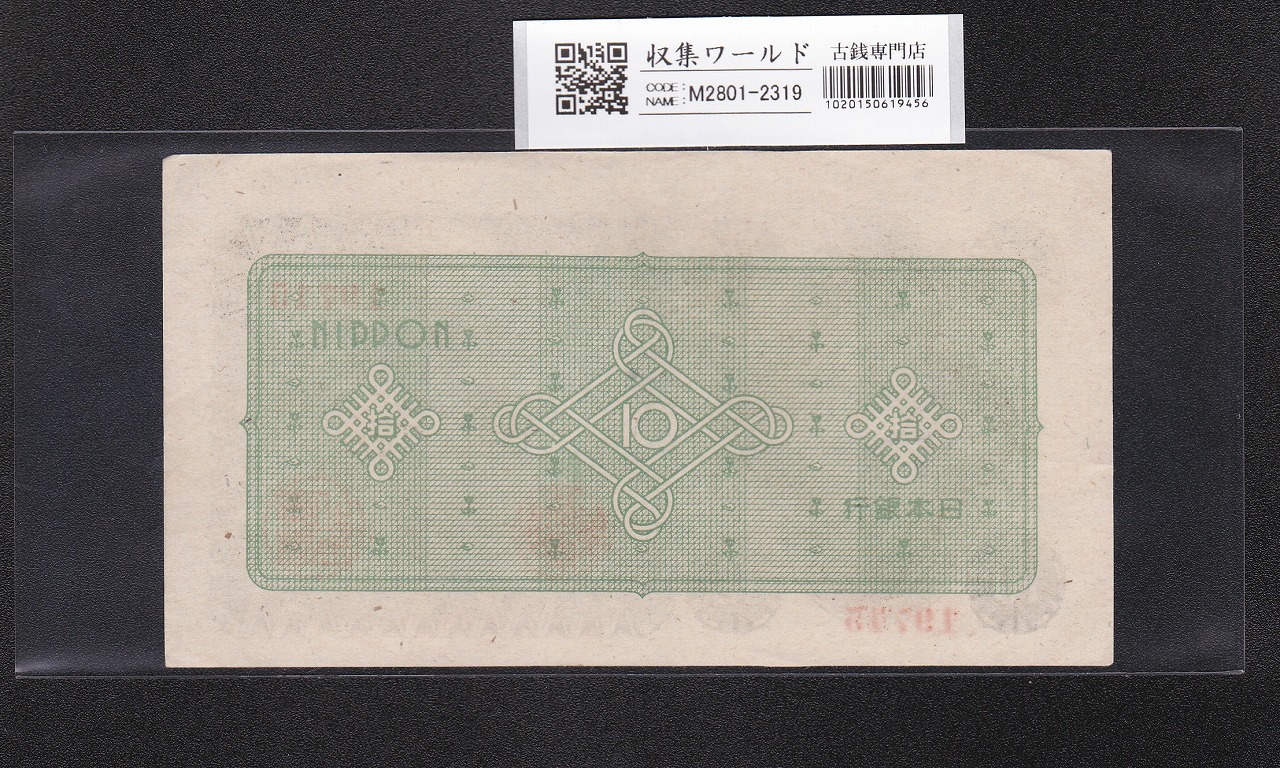 収集ワールド 古銭専門店
CODE:
NAME: M2801-2319
1020150619456
NIPPON
拾 10 拾
日本銀行